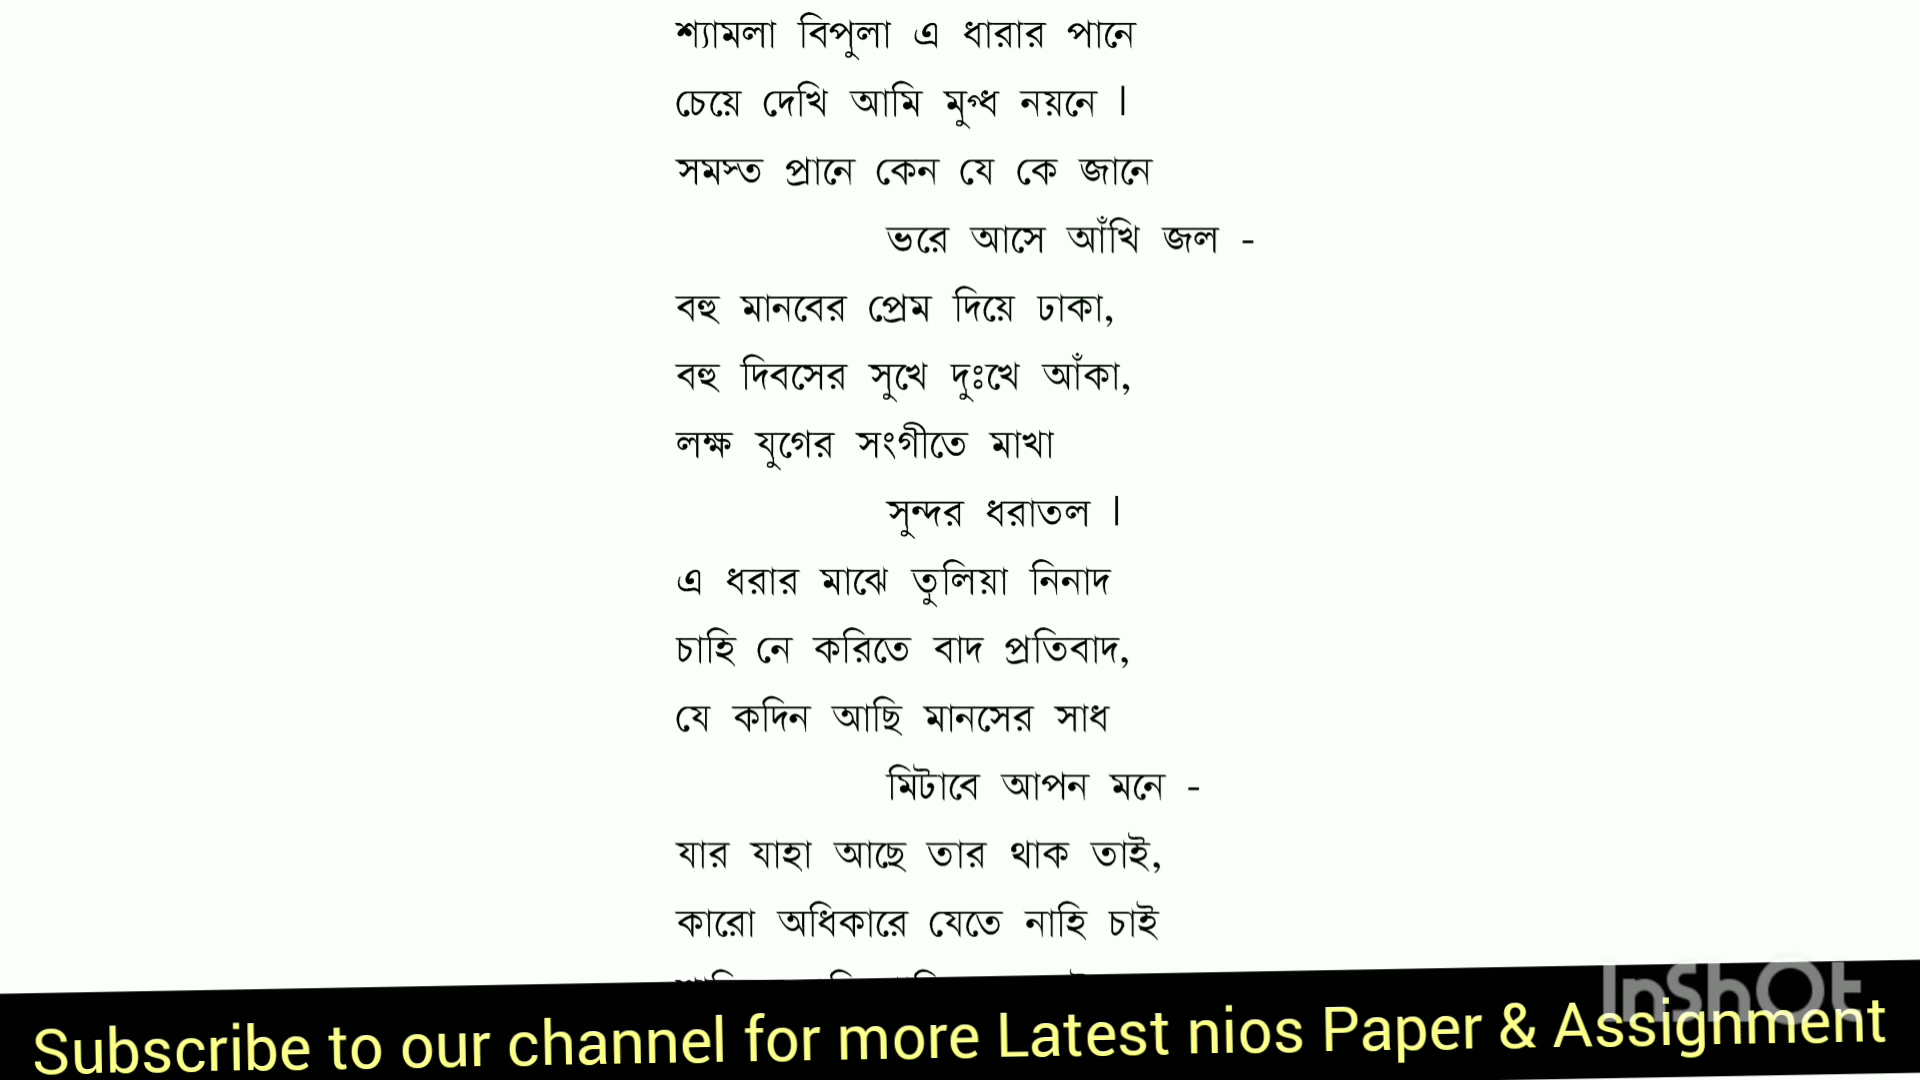 শ্যামলা বিপুলা এ ধারার পানে
চেয়ে দেখি আমি মুগ্ধ নয়নে।
সমস্ত প্রানে কেন যে কে জানে
ভরে আসে আঁখি জল -
বহু মানবের প্রেম দিয়ে ঢাকা,
বহু দিবসের সুখে দুঃখে আঁকা,
লক্ষ যুগের সংগীতে মাখা
সুন্দর ধরাতল।
এ ধরার মাঝে তুলিয়া নিনাদ
চাহি নে করিতে বাদ প্রতিবাদ,
যে কদিন আছি মানসের সাধ
মিটাবে আপন মনে -
যার যাহা আছে তার থাক তাই,
কারো অধিকারে যেতে নাহি চাই
InShOt
Subscribe to our channel for more Latest nios Paper & Assignment